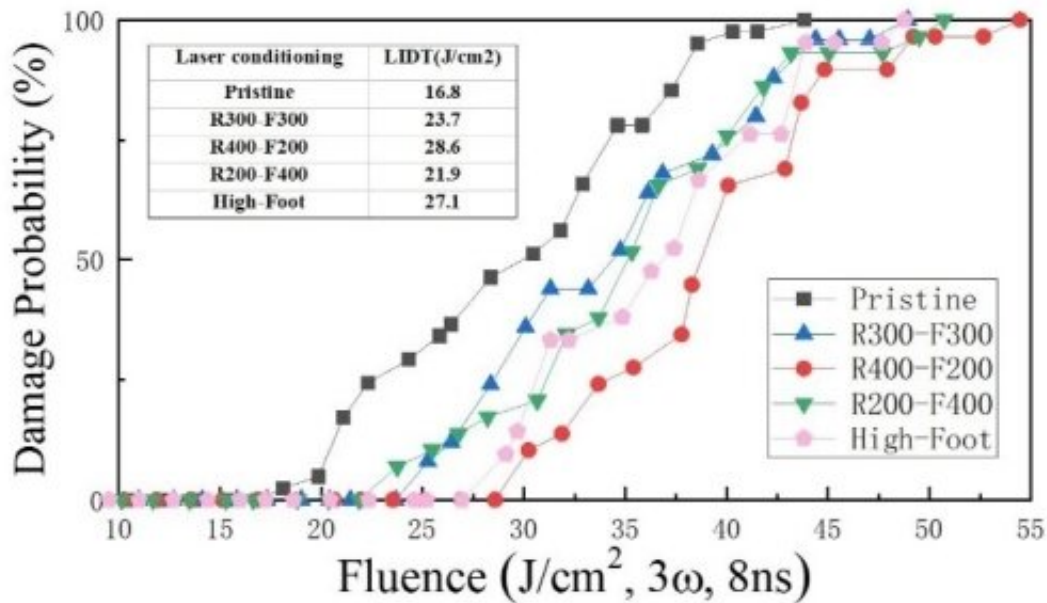 100
Laser conditioning LIDT(J/cm2)
Pristine 16.8
R300-F300 23.7
R400-F200 28.6
R200-F400 21.9
High-Foot 27.1
Damage Probability (%)
50
Pristine
R300-F300
R400-F200
R200-F400
High-Foot
0
10 15 20 25 30 35 40 45 50 55
Fluence (J/cm², 3ω, 8ns)